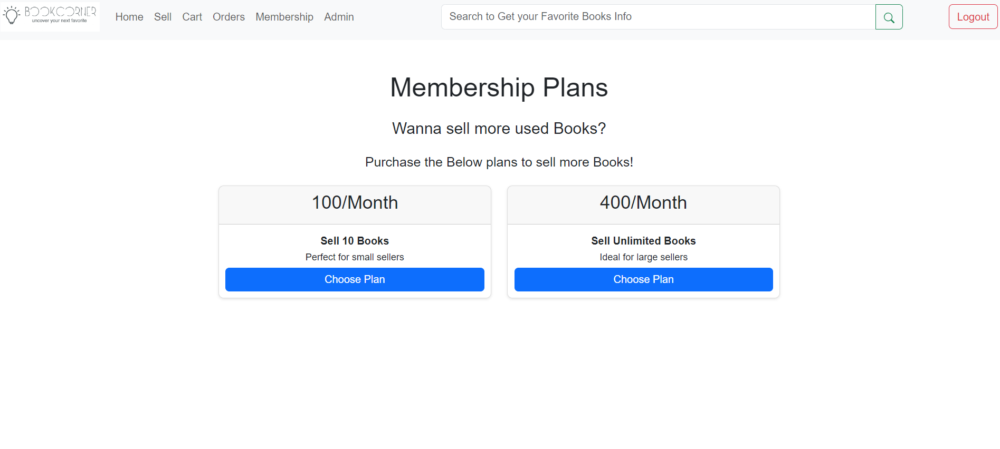 BOOKCORNER
uncover your next favorite
Home Sell Cart Orders Membership Admin
Search to Get your Favorite Books Info
Logout
Membership Plans
Wanna sell more used Books?
Purchase the Below plans to sell more Books!
100/Month
Sell 10 Books
Perfect for small sellers
Choose Plan
400/Month
Sell Unlimited Books
Ideal for large sellers
Choose Plan